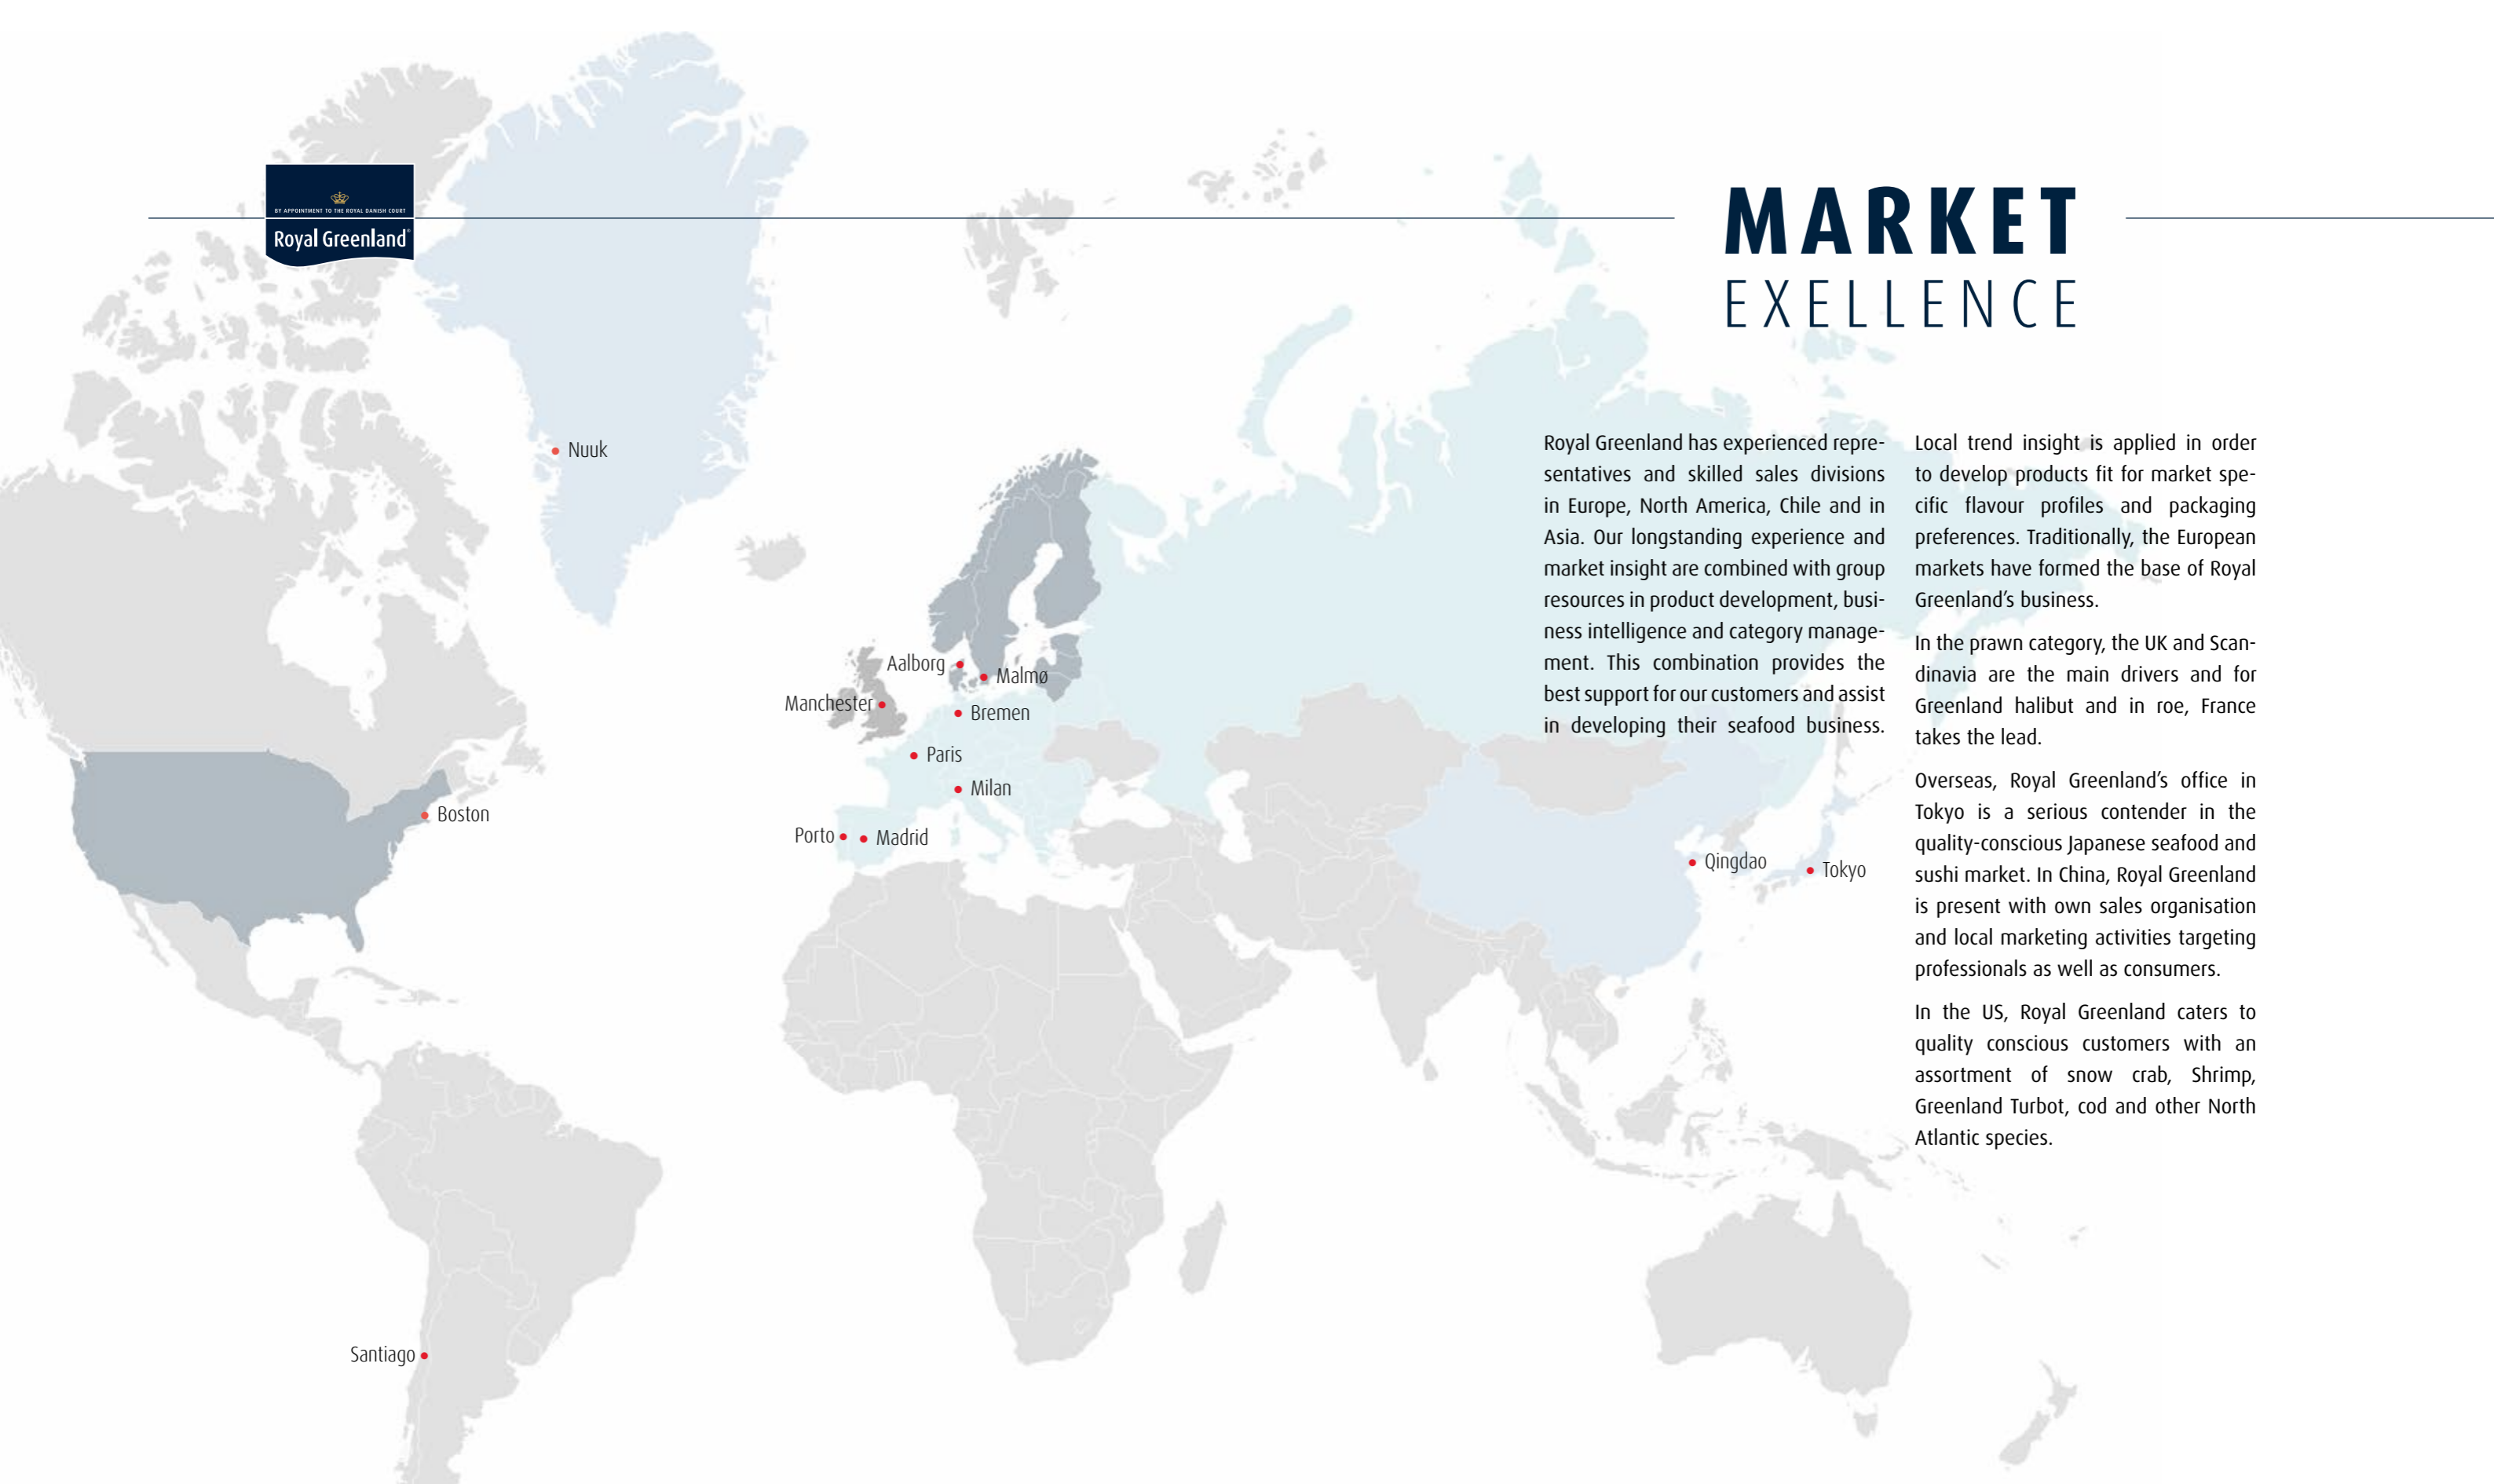 BY APPOINTMENT TO THE ROYAL DANISH COURT
Royal Greenland®
MARKET
EXELLENCE
Royal Greenland has experienced repre-
sentatives and skilled sales divisions
in Europe, North America, Chile and in
Asia. Our longstanding experience and
market insight are combined with group
resources in product development, busi-
ness intelligence and category manage-
ment. This combination provides the
best support for our customers and assist
in developing their seafood business.
Local trend insight is applied in order
to develop products fit for market spe-
cific flavour profiles and packaging
preferences. Traditionally, the European
markets have formed the base of Royal
Greenland’s business.
In the prawn category, the UK and Scan-
dinavia are the main drivers and for
Greenland halibut and in roe, France
takes the lead.
Overseas, Royal Greenland’s office in
Tokyo is a serious contender in the
quality-conscious Japanese seafood and
sushi market. In China, Royal Greenland
is present with own sales organisation
and local marketing activities targeting
professionals as well as consumers.
In the US, Royal Greenland caters to
quality conscious customers with an
assortment of snow crab, Shrimp,
Greenland Turbot, cod and other North
Atlantic species.
Nuuk
Aalborg
Malmø
Manchester
Bremen
Paris
Milan
Boston
Porto
Madrid
Qingdao
Tokyo
Santiago